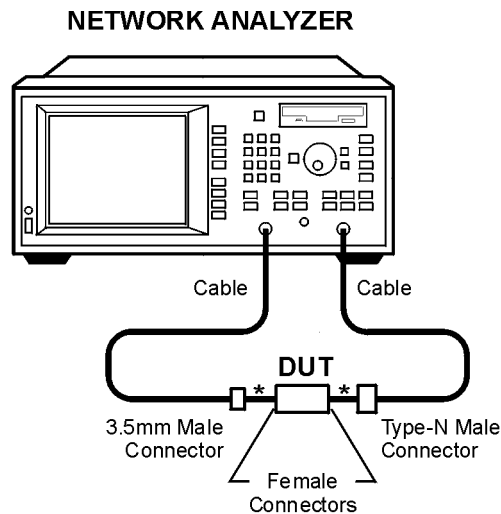 NETWORK ANALYZER
Cable
Cable
DUT
*
*
3.5mm Male
Connector
Type-N Male
Connector
Female
Connectors